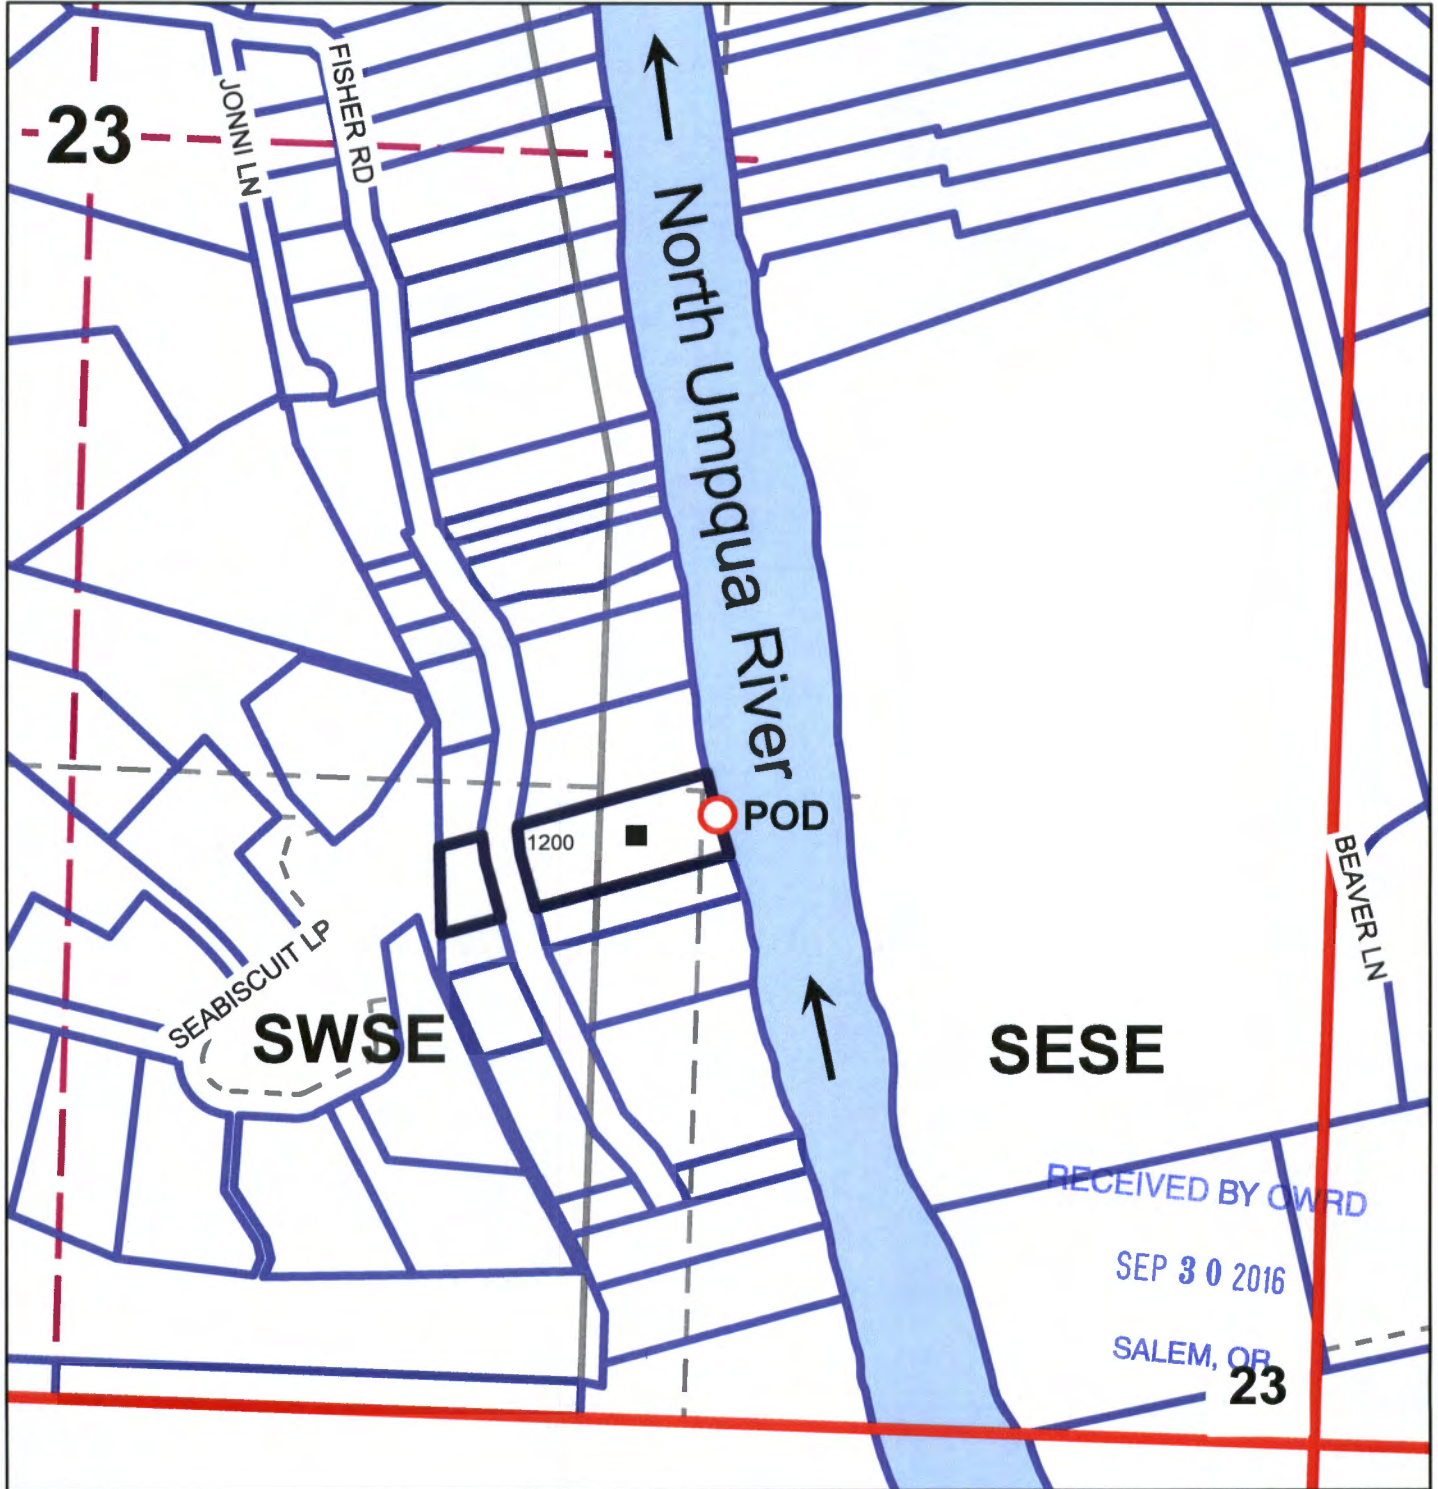 FISHER RD
JONNI LN
23
North Umpqua River
POD
1200
BEAVER LN
SEABISCUIT LP
SWSE
SESE
RECEIVED BY OWRD
SEP 30 2016
SALEM, OR
23